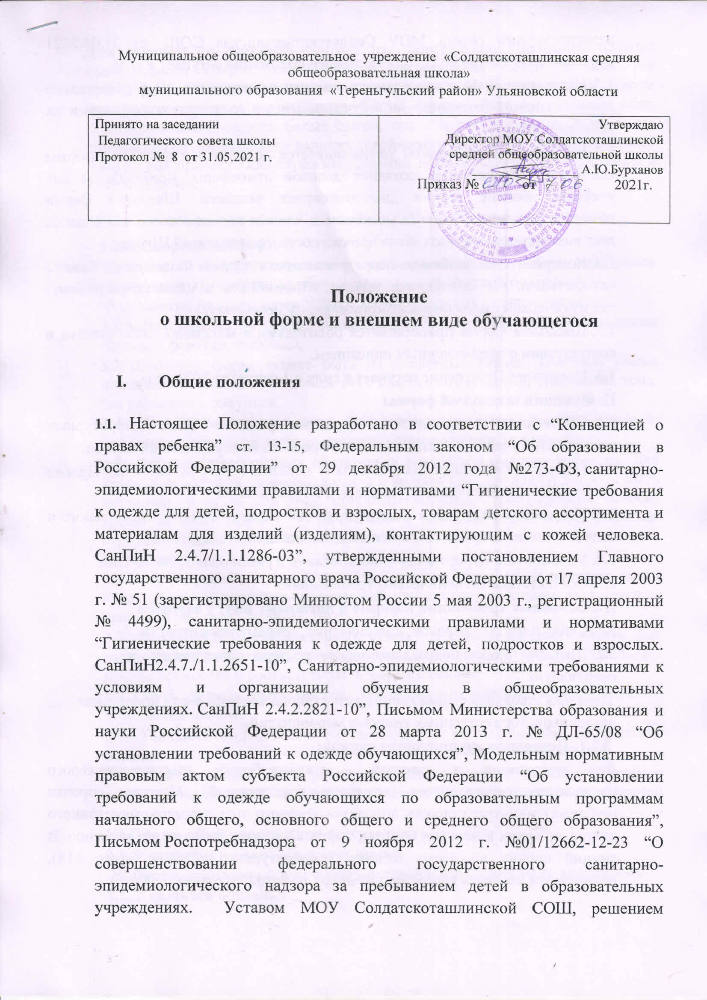 Муниципальное общеобразовательное учреждение «Солдатскоташлинская средняя
общеобразовательная школа»
муниципального образования «Тереньгульский район» Ульяновской области
Принято на заседании
Педагогического совета школы
Протокол № 8 от 31.05.2021 г.
Утверждаю
Директор МОУ Солдатскоташлинской
средней общеобразовательной школы
А.Ю.Бурханов
Приказ № от 7.06. 2021г.
МОУ
Солдатскоташлинская
СОШ
Положение
о школьной форме и внешнем виде обучающегося
I. Общие положения
1.1. Настоящее Положение разработано в соответствии с “Конвенцией о
правах ребенка” ст. 13-15, Федеральным законом “Об образовании в
Российской Федерации” от 29 декабря 2012 года №273-ФЗ, санитарно-
эпидемиологическими правилами и нормативами “Гигиенические требования
к одежде для детей, подростков и взрослых, товарам детского ассортимента и
материалам для изделий (изделиям), контактирующим с кожей человека.
СанПиН 2.4.7/1.1.1286-03”, утвержденными постановлением Главного
государственного санитарного врача Российской Федерации от 17 апреля 2003
г. № 51 (зарегистрировано Минюстом России 5 мая 2003 г., регистрационный
№ 4499), санитарно-эпидемиологическими правилами и нормативами
“Гигиенические требования к одежде для детей, подростков и взрослых.
СанПиН2.4.7./1.1.2651-10”, Санитарно-эпидемиологическими требованиями к
условиям и организации обучения в общеобразовательных
учреждениях. СанПиН 2.4.2.2821-10”, Письмом Министерства образования и
науки Российской Федерации от 28 марта 2013 г. № ДЛ-65/08 “Об
установлении требований к одежде обучающихся”, Модельным нормативным
правовым актом субъекта Российской Федерации “Об установлении
требований к одежде обучающихся по образовательным программам
начального общего, основного общего и среднего общего образования”,
Письмом Роспотребнадзора от 9 ноября 2012 г. №01/12662-12-23 “О
совершенствовании федерального государственного санитарно-
эпидемиологического надзора за пребыванием детей в образовательных
учреждениях. Уставом МОУ Солдатскоташлинской СОШ, решением